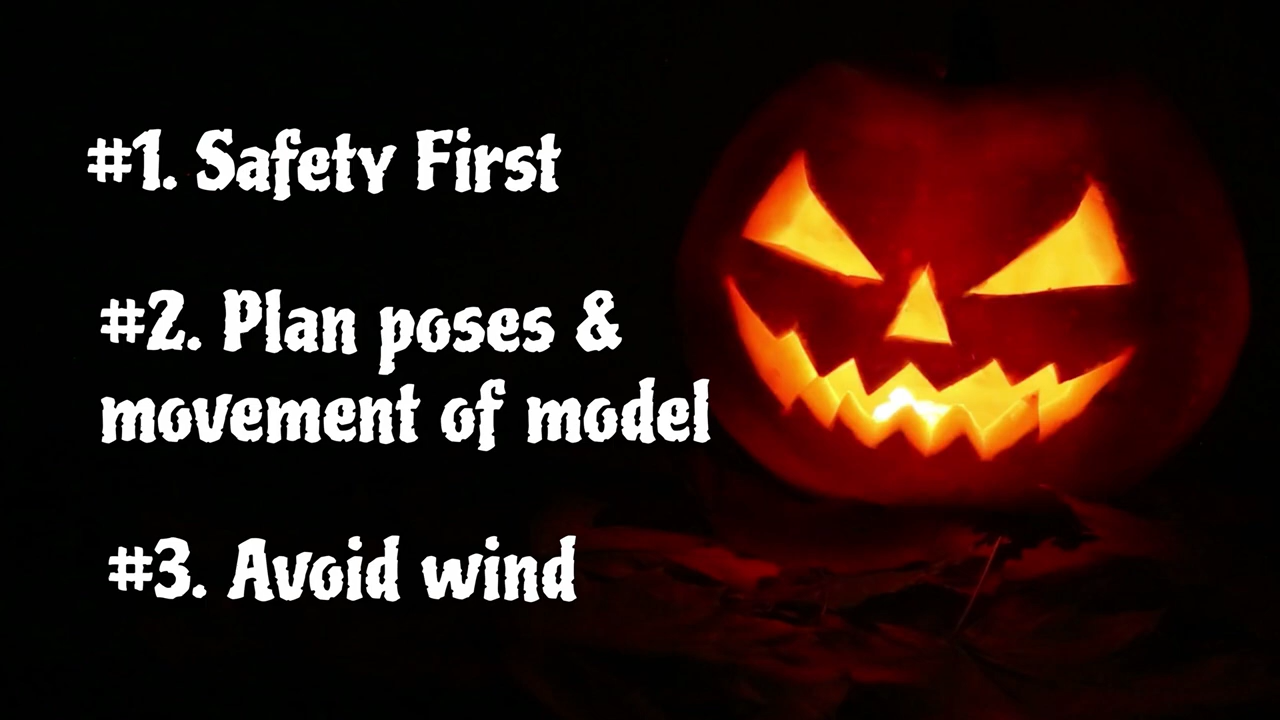 #1. Safety First
#2. Plan poses &
movement of model
#3. Avoid wind